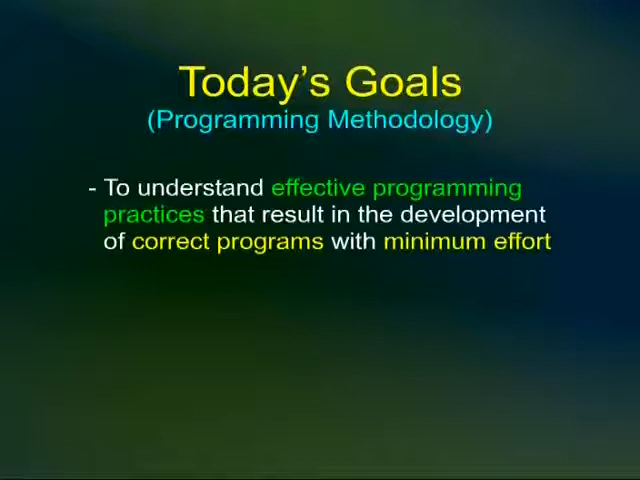 Today's Goals
(Programming Methodology)
- To understand effective programming
practices that result in the development
of correct programs with minimum effort